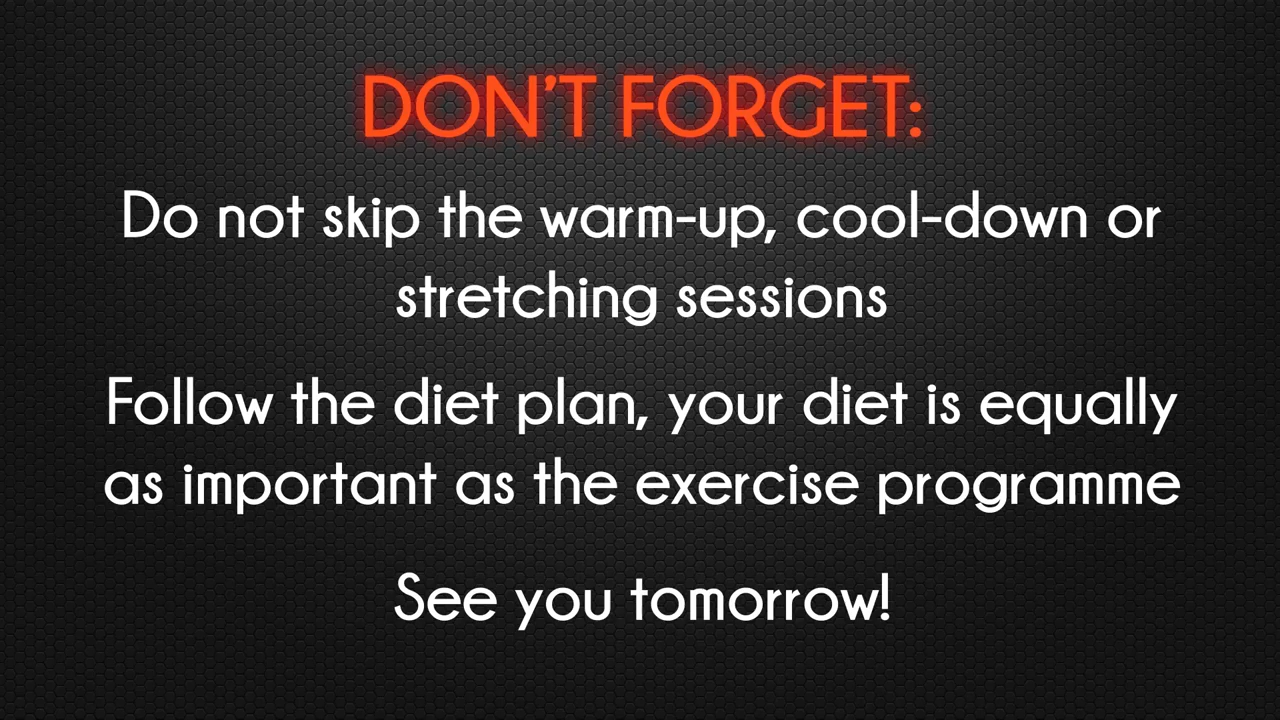 DON'T FORGET:
Do not skip the warm-up, cool-down or
stretching sessions
Follow the diet plan, your diet is equally
as important as the exercise programme
See you tomorrow!